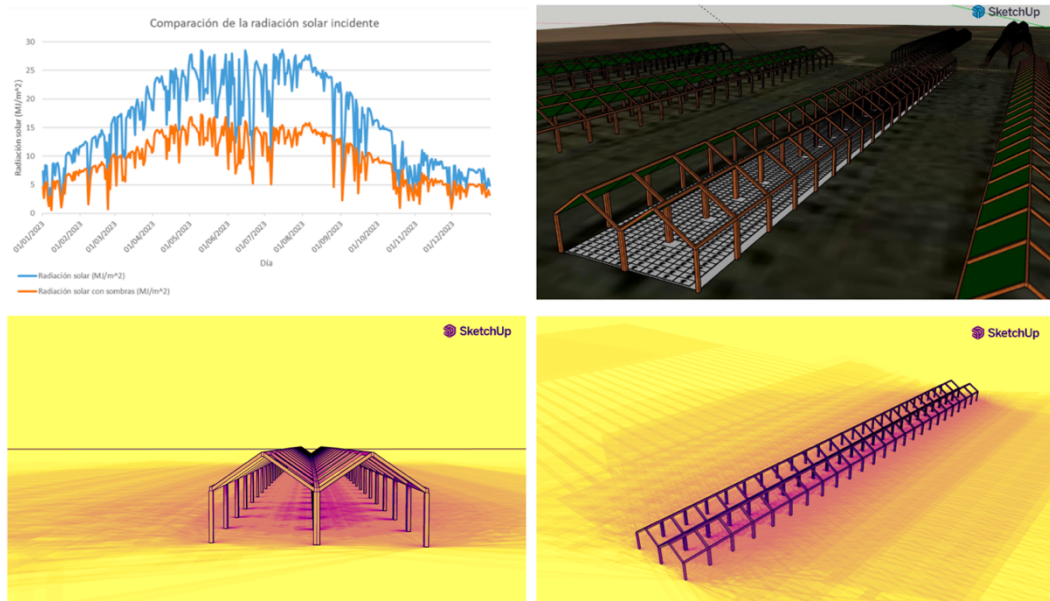 Comparación de la radiación solar incidente
Radiación solar (MJ/m^2)
30
25
20
15
10
5
0
01/01/2023
01/02/2023
01/03/2023
01/04/2023
01/05/2023
01/06/2023
01/07/2023
01/08/2023
01/09/2023
01/10/2023
01/11/2023
01/12/2023
Día
Radiación solar (MJ/m^2)
Radiación solar con sombras (MJ/m^2)
SketchUp
SketchUp
SketchUp